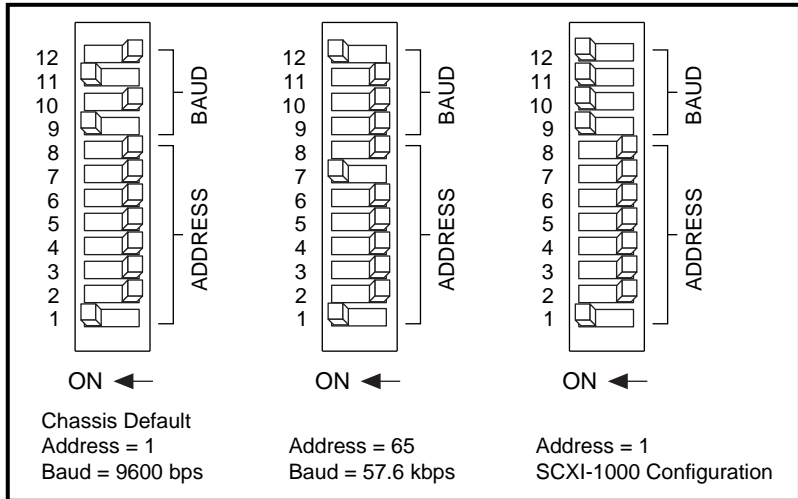 12
11
10
9
8
7
6
5
4
3
2
1
BAUD
ADDRESS
ON
Chassis Default
Address = 1
Baud = 9600 bps
12
11
10
9
8
7
6
5
4
3
2
1
BAUD
ADDRESS
ON
Address = 65
Baud = 57.6 kbps
12
11
10
9
8
7
6
5
4
3
2
1
BAUD
ADDRESS
ON
Address = 1
SCXI-1000 Configuration